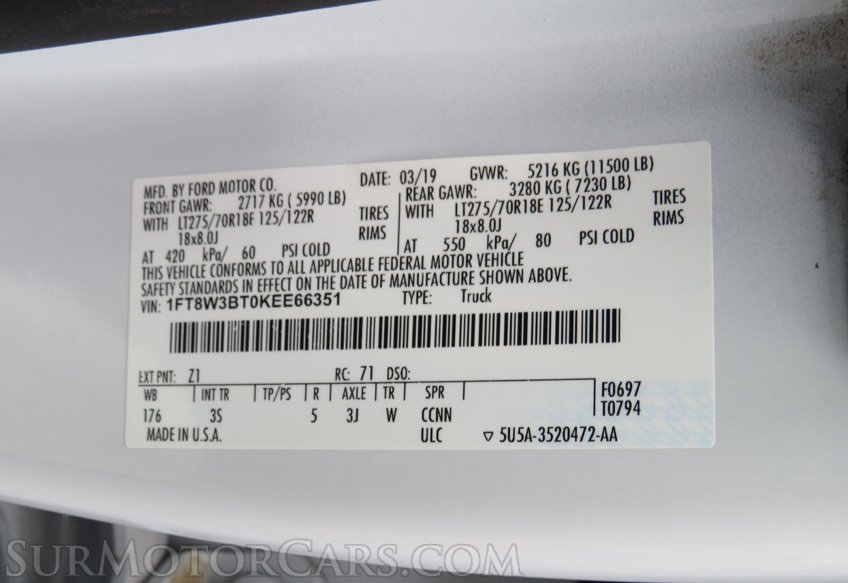 MFD. BY FORD MOTOR CO.
DATE: 03/19 GVWR: 5216 KG (11500 LB)
FRONT GAWR: 2717 KG ( 5990 LB)
WITH LT275/70R18E 125/122R TIRES
18x8.0J RIMS
AT 420 kPa/ 60 PSI COLD
REAR GAWR: 3280 KG ( 7230 LB)
WITH LT275/70R18E 125/122R TIRES
18x8.0J RIMS
AT 550 kPa/ 80 PSI COLD
THIS VEHICLE CONFORMS TO ALL APPLICABLE FEDERAL MOTOR VEHICLE
SAFETY STANDARDS IN EFFECT ON THE DATE OF MANUFACTURE SHOWN ABOVE.
VIN: 1FT8W3BT0KEE66351 TYPE: Truck
EXT PNT: Z1 RC: 71 DSO:
WB INT TR TP/PS R AXLE TR SPR
176 3S 5 3J W CCNN
F0697
T0794
MADE IN U.S.A. ULC ▽ 5U5A-3520472-AA
SurMotorCars.com